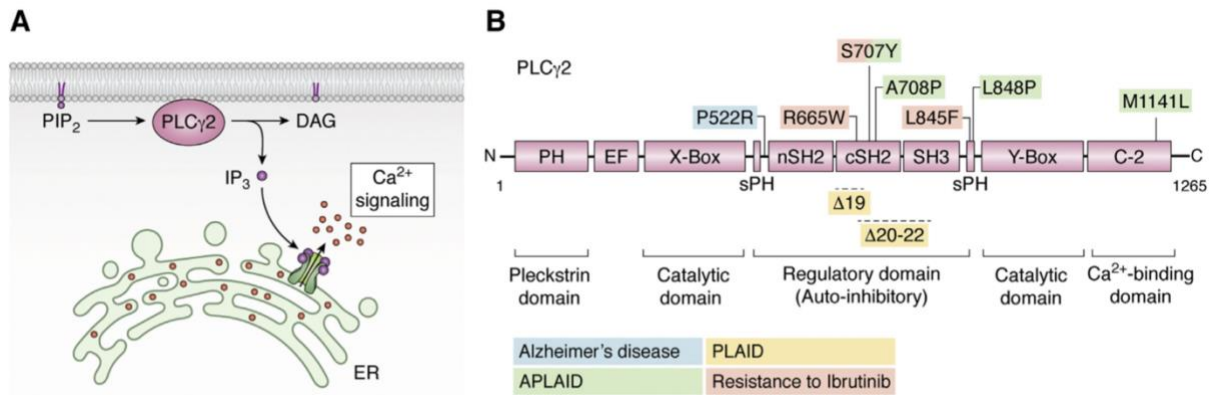 A
PIP2
PLCγ2
DAG
IP3
Ca2+
signaling
ER
B
PLCγ2
S707Y
A708P
L848P
P522R
R665W
L845F
M1141L
N
PH
EF
X-Box
nSH2
cSH2
SH3
Y-Box
C-2
C
1
sPH
sPH
1265
Δ19
Δ20-22
Pleckstrin
domain
Catalytic
domain
Regulatory domain
(Auto-inhibitory)
Catalytic
domain
Ca2+-binding
domain
Alzheimer's disease
PLAID
APLAID
Resistance to Ibrutinib